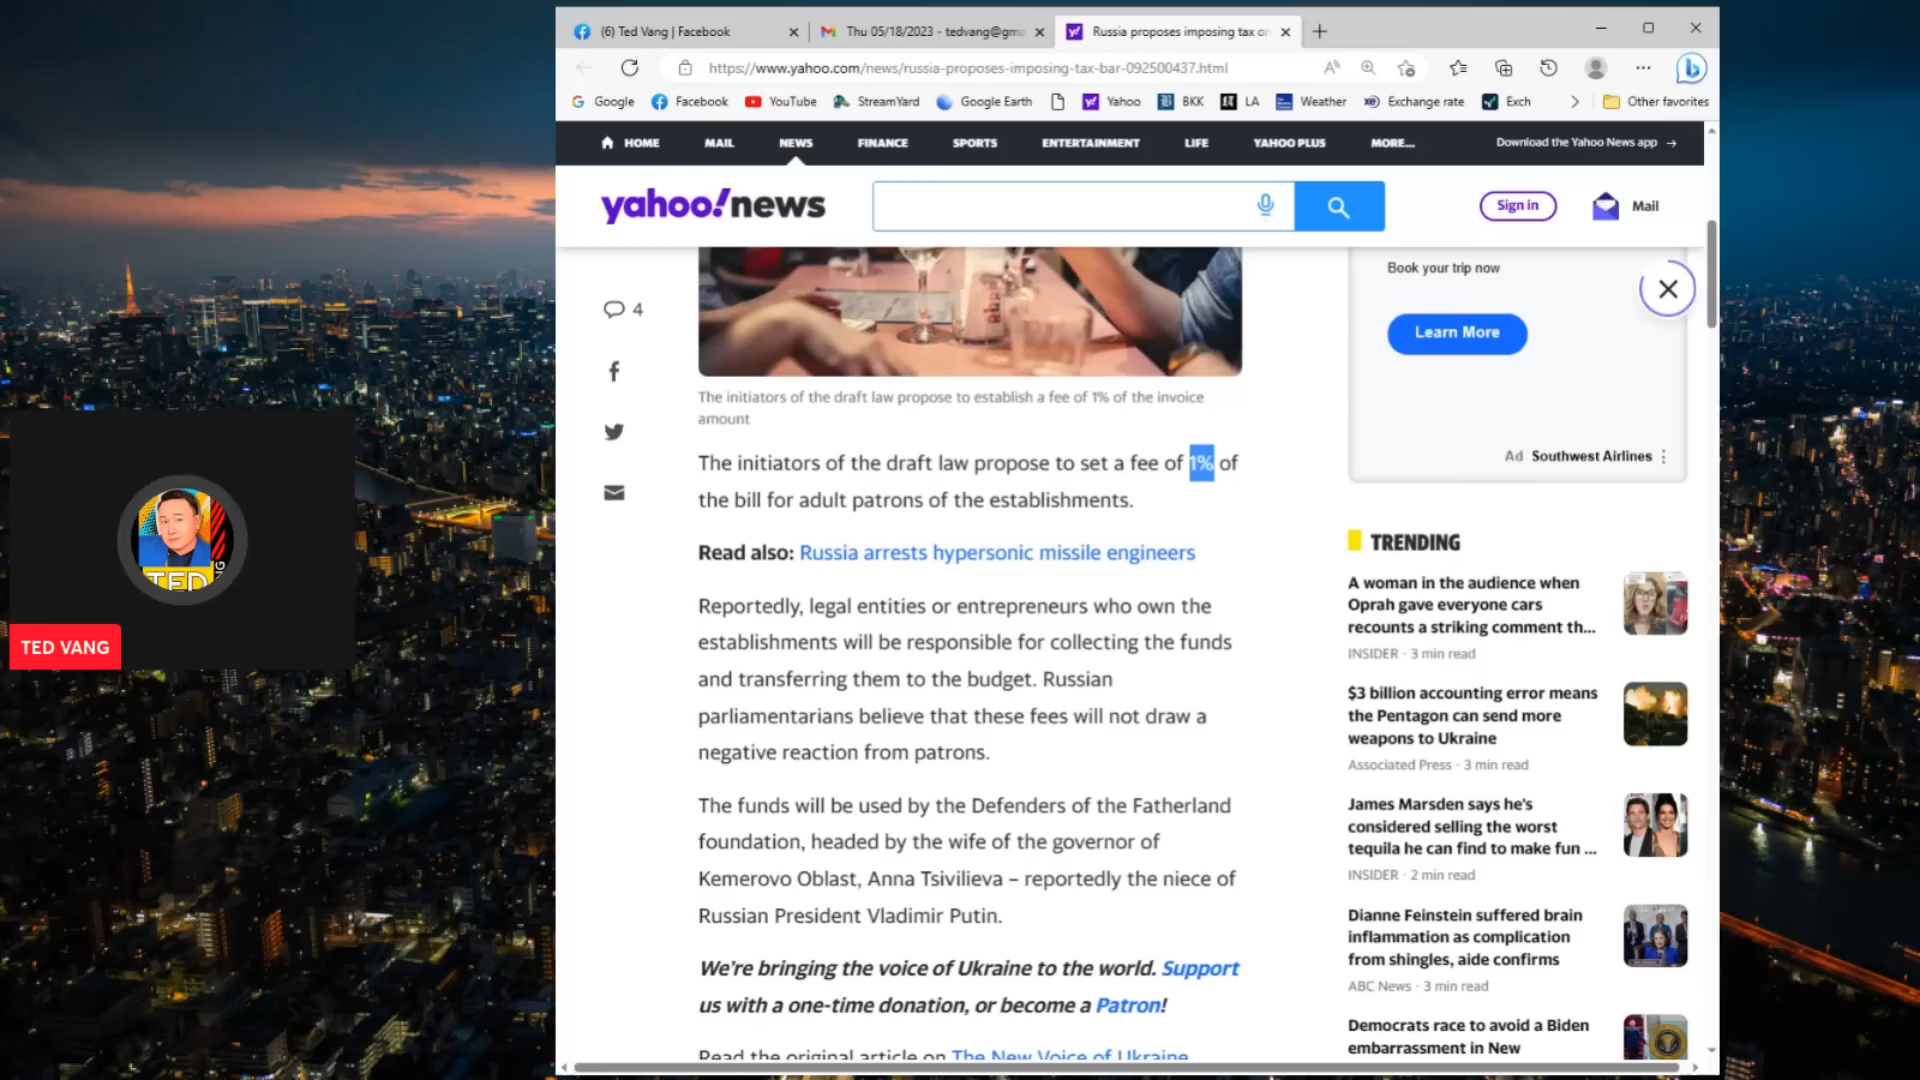 (6) Ted Vang | Facebook
Thu 05/18/2023 - tedvang@gma
Russia proposes imposing tax on
https://www.yahoo.com/news/russia-proposes-imposing-tax-bar-092500437.html
Google
Facebook
YouTube
StreamYard
Google Earth
Yahoo
BKK
LA
Weather
Exchange rate
Exch
Other favorites
HOME
MAIL
NEWS
FINANCE
SPORTS
ENTERTAINMENT
LIFE
YAHOO PLUS
MORE...
Download the Yahoo News app →
yahoo!news
Sign in
Mail
4
The initiators of the draft law propose to establish a fee of 1% of the invoice
amount
The initiators of the draft law propose to set a fee of 1% of
the bill for adult patrons of the establishments.
Read also: Russia arrests hypersonic missile engineers
Reportedly, legal entities or entrepreneurs who own the
establishments will be responsible for collecting the funds
and transferring them to the budget. Russian
parliamentarians believe that these fees will not draw a
negative reaction from patrons.
The funds will be used by the Defenders of the Fatherland
foundation, headed by the wife of the governor of
Kemerovo Oblast, Anna Tsivilieva – reportedly the niece of
Russian President Vladimir Putin.
We're bringing the voice of Ukraine to the world. Support
us with a one-time donation, or become a Patron!
Read the original article on The New Voice of Ukraine
Book your trip now
Learn More
Ad Southwest Airlines
TRENDING
A woman in the audience when
Oprah gave everyone cars
recounts a striking comment th...
INSIDER · 3 min read
$3 billion accounting error means
the Pentagon can send more
weapons to Ukraine
Associated Press · 3 min read
James Marsden says he's
considered selling the worst
tequila he can find to make fun ...
INSIDER · 2 min read
Dianne Feinstein suffered brain
inflammation as complication
from shingles, aide confirms
ABC News · 3 min read
Democrats race to avoid a Biden
embarrassment in New
TED
TED VANG